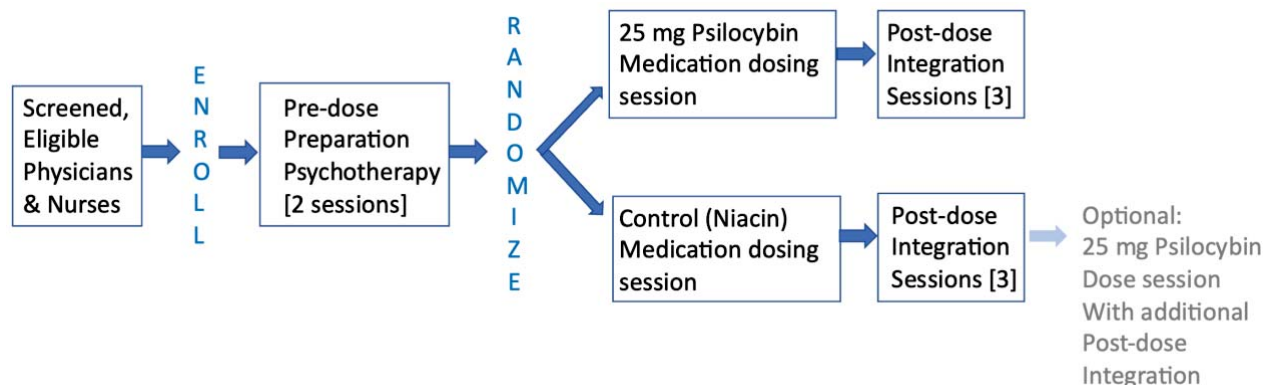 Screened,
Eligible
Physicians
& Nurses
E
N
R
O
L
L
Pre-dose
Preparation
Psychotherapy
[2 sessions]
R
A
N
D
O
M
I
Z
E
25 mg Psilocybin
Medication dosing
session
Post-dose
Integration
Sessions [3]
Control (Niacin)
Medication dosing
session
Post-dose
Integration
Sessions [3]
Optional:
25 mg Psilocybin
Dose session
With additional
Post-dose
Integration